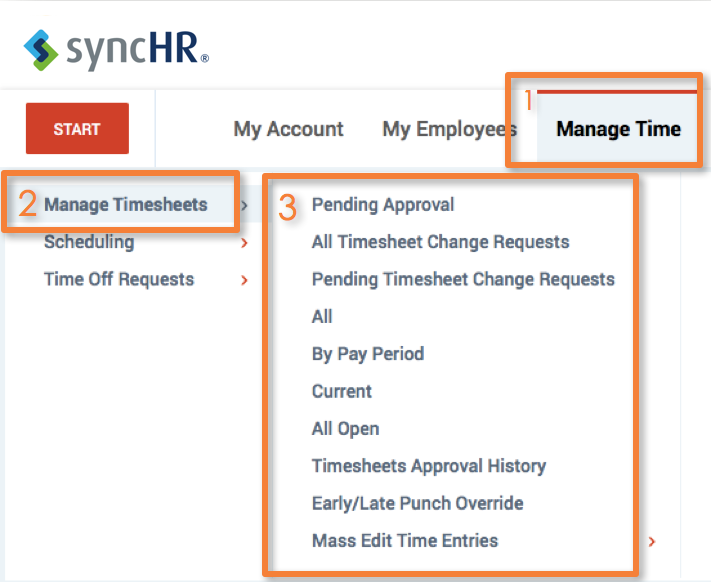 syncHR®
START
My Account
My Employees
1
Manage Time
2
Manage Timesheets
Scheduling
Time Off Requests
3
Pending Approval
All Timesheet Change Requests
Pending Timesheet Change Requests
All
By Pay Period
Current
All Open
Timesheets Approval History
Early/Late Punch Override
Mass Edit Time Entries